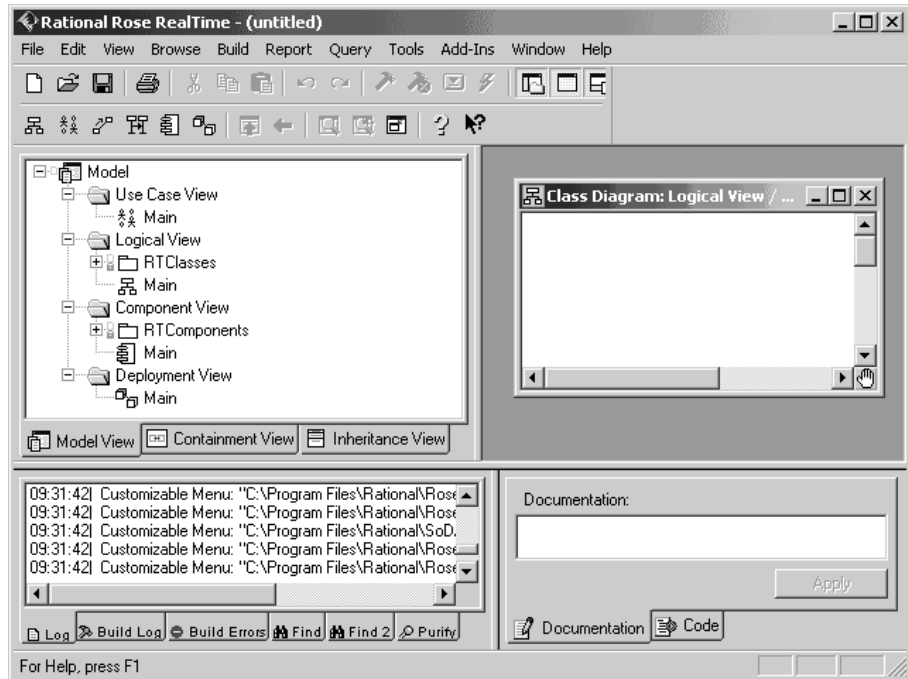 Rational Rose RealTime - (untitled)
File Edit View Browse Build Report Query Tools Add-Ins Window Help
Model
Use Case View
Main
Logical View
RTClasses
Main
Component View
RTComponents
Main
Deployment View
Main
Model View Containment View Inheritance View
Class Diagram: Logical View / ...
09:31:42| Customizable Menu: "C:\Program Files\Rational\Rose
09:31:42| Customizable Menu: "C:\Program Files\Rational\Rose
09:31:42| Customizable Menu: "C:\Program Files\Rational\SoD.
09:31:42| Customizable Menu: "C:\Program Files\Rational\Rose
09:31:42| Customizable Menu: "C:\Program Files\Rational\Rose
Log Build Log Build Errors Find Find 2 Purify
Documentation:
Apply
Documentation Code
For Help, press F1